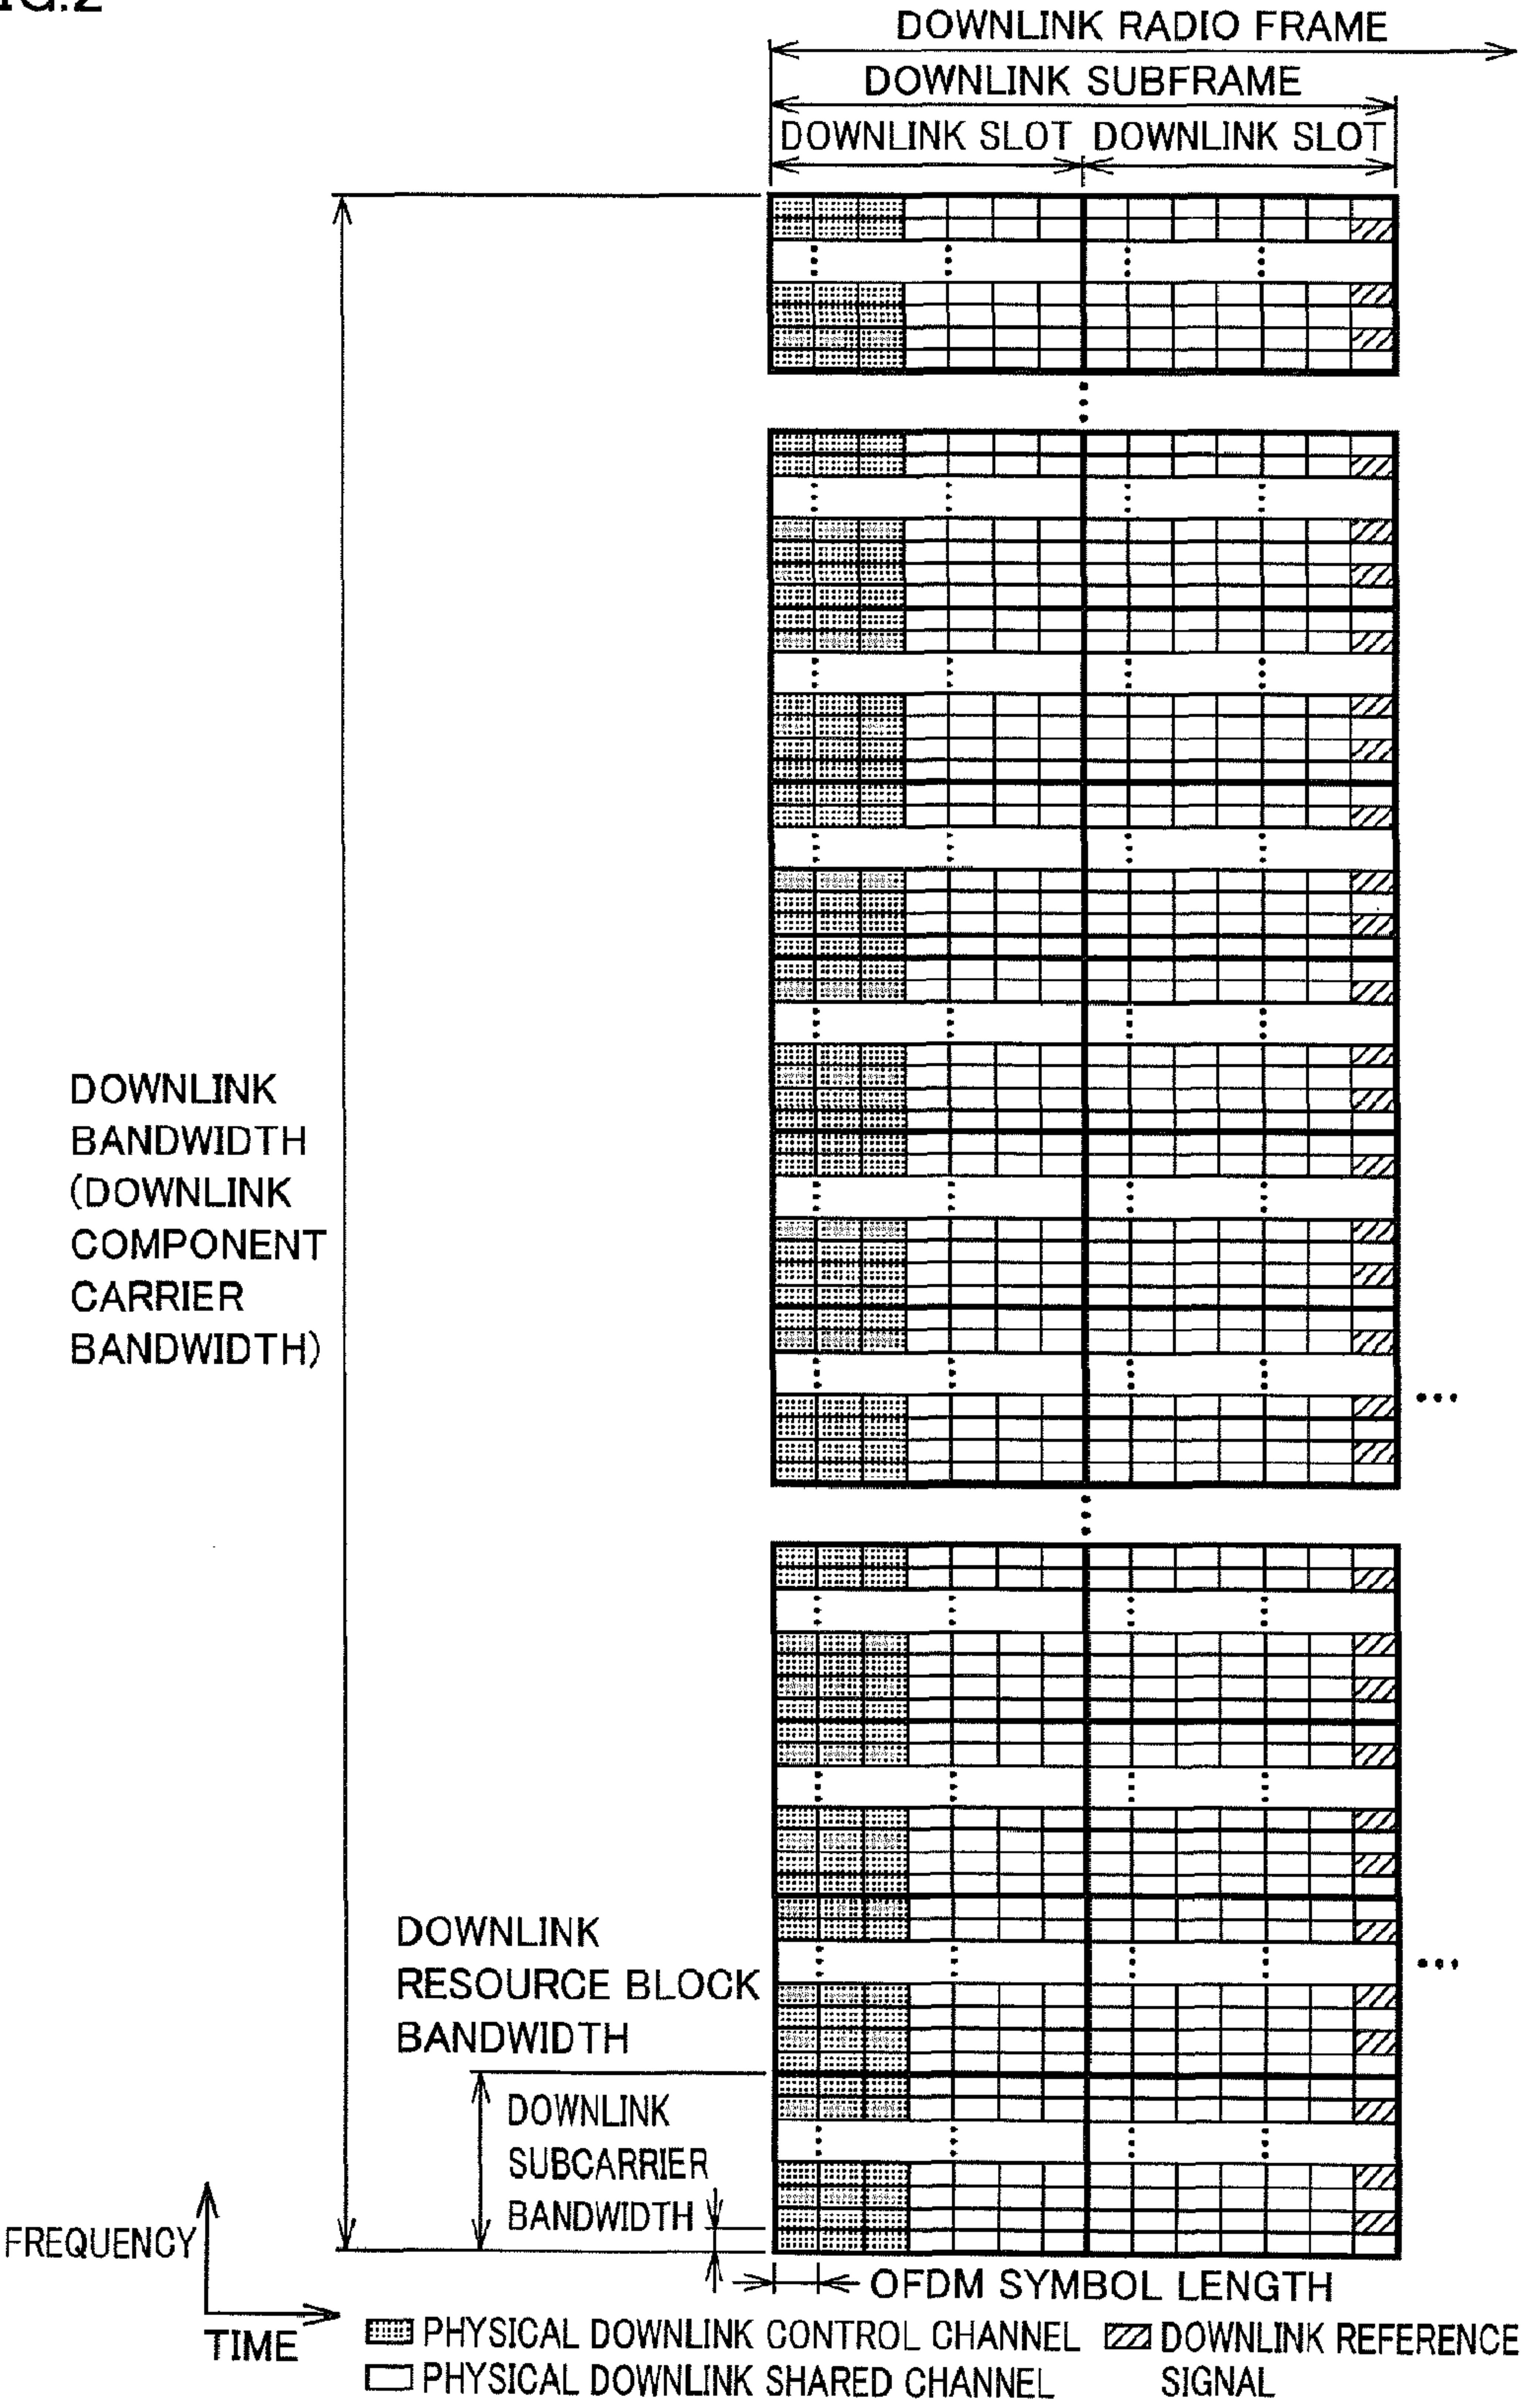 FIG.2
DOWNLINK RADIO FRAME
DOWNLINK SUBFRAME
DOWNLINK SLOT DOWNLINK SLOT
DOWNLINK
BANDWIDTH
(DOWNLINK
COMPONENT
CARRIER
BANDWIDTH)
DOWNLINK
RESOURCE BLOCK
BANDWIDTH
DOWNLINK
SUBCARRIER
BANDWIDTH
FREQUENCY
OFDM SYMBOL LENGTH
TIME
PHYSICAL DOWNLINK CONTROL CHANNEL
DOWNLINK REFERENCE
SIGNAL
PHYSICAL DOWNLINK SHARED CHANNEL